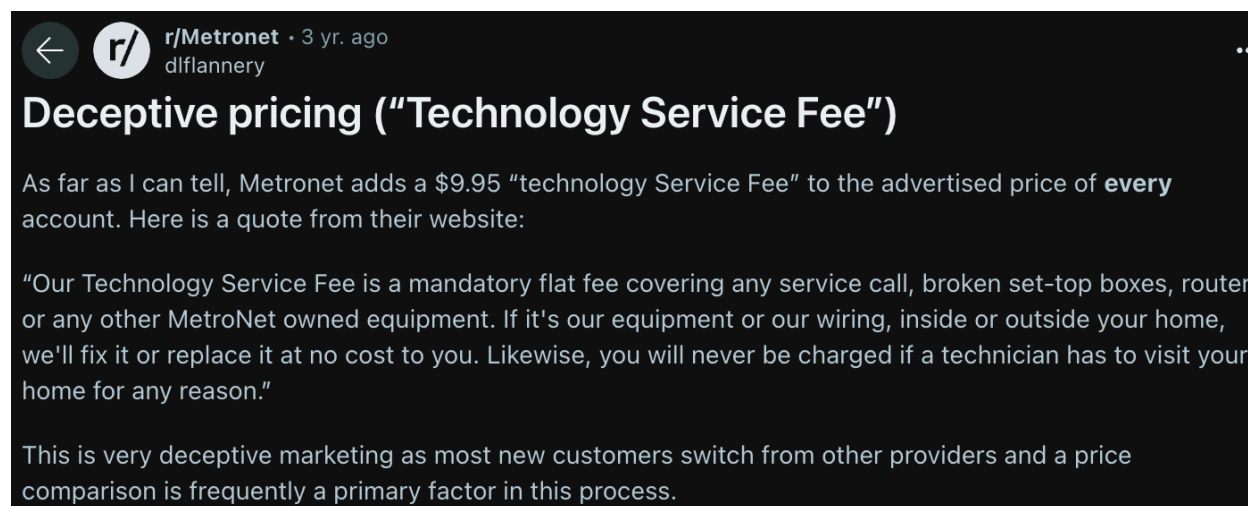 r/ r/Metronet • 3 yr. ago
dlflannery
Deceptive pricing (“Technology Service Fee”)
As far as I can tell, Metronet adds a $9.95 “technology Service Fee” to the advertised price of every
account. Here is a quote from their website:
“Our Technology Service Fee is a mandatory flat fee covering any service call, broken set-top boxes, router
or any other MetroNet owned equipment. If it's our equipment or our wiring, inside or outside your home,
we'll fix it or replace it at no cost to you. Likewise, you will never be charged if a technician has to visit your
home for any reason.”
This is very deceptive marketing as most new customers switch from other providers and a price
comparison is frequently a primary factor in this process.